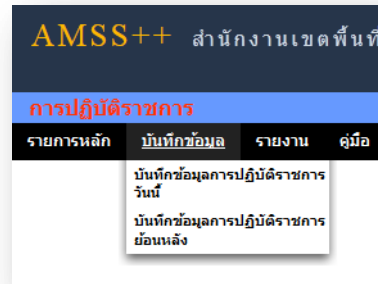 AMSS++ สำนักงานเขตพื้นที่
การปฏิบัติราชการ
รายการหลัก บันทึกข้อมูล รายงาน คู่มือ
บันทึกข้อมูลการปฏิบัติราชการ
วันนี้
บันทึกข้อมูลการปฏิบัติราชการ
ย้อนหลัง